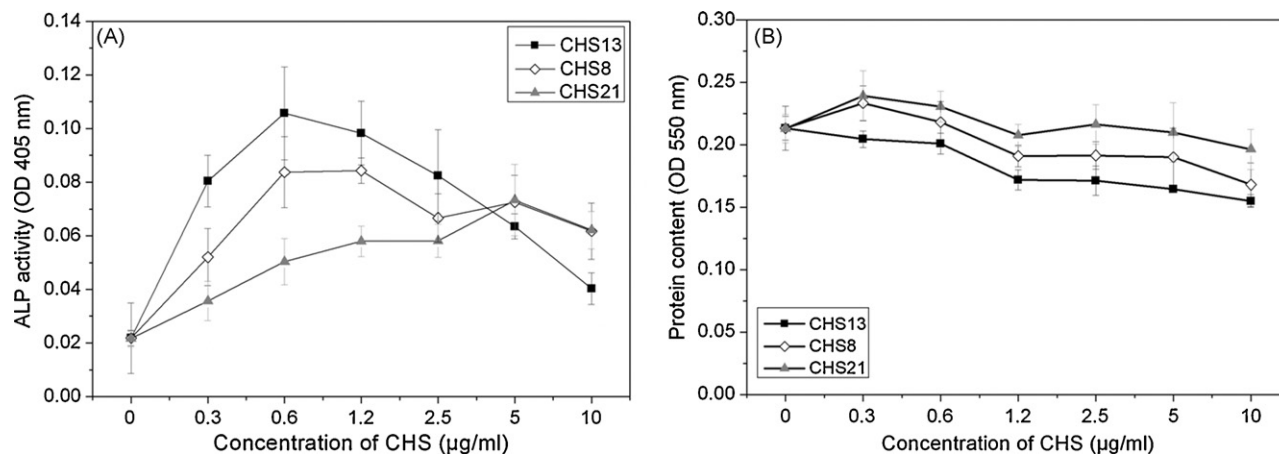 (A)
CHS13
CHS8
CHS21
ALP activity (OD 405 nm)
0.14
0.12
0.10
0.08
0.06
0.04
0.02
0.00
0 0.3 0.6 1.2 2.5 5 10
Concentration of CHS (µg/ml)
(B)
Protein content (OD 550 nm)
0.30
0.25
0.20
0.15
0.10
0.05
0.00
CHS13
CHS8
CHS21
0 0.3 0.6 1.2 2.5 5 10
Concentration of CHS (µg/ml)